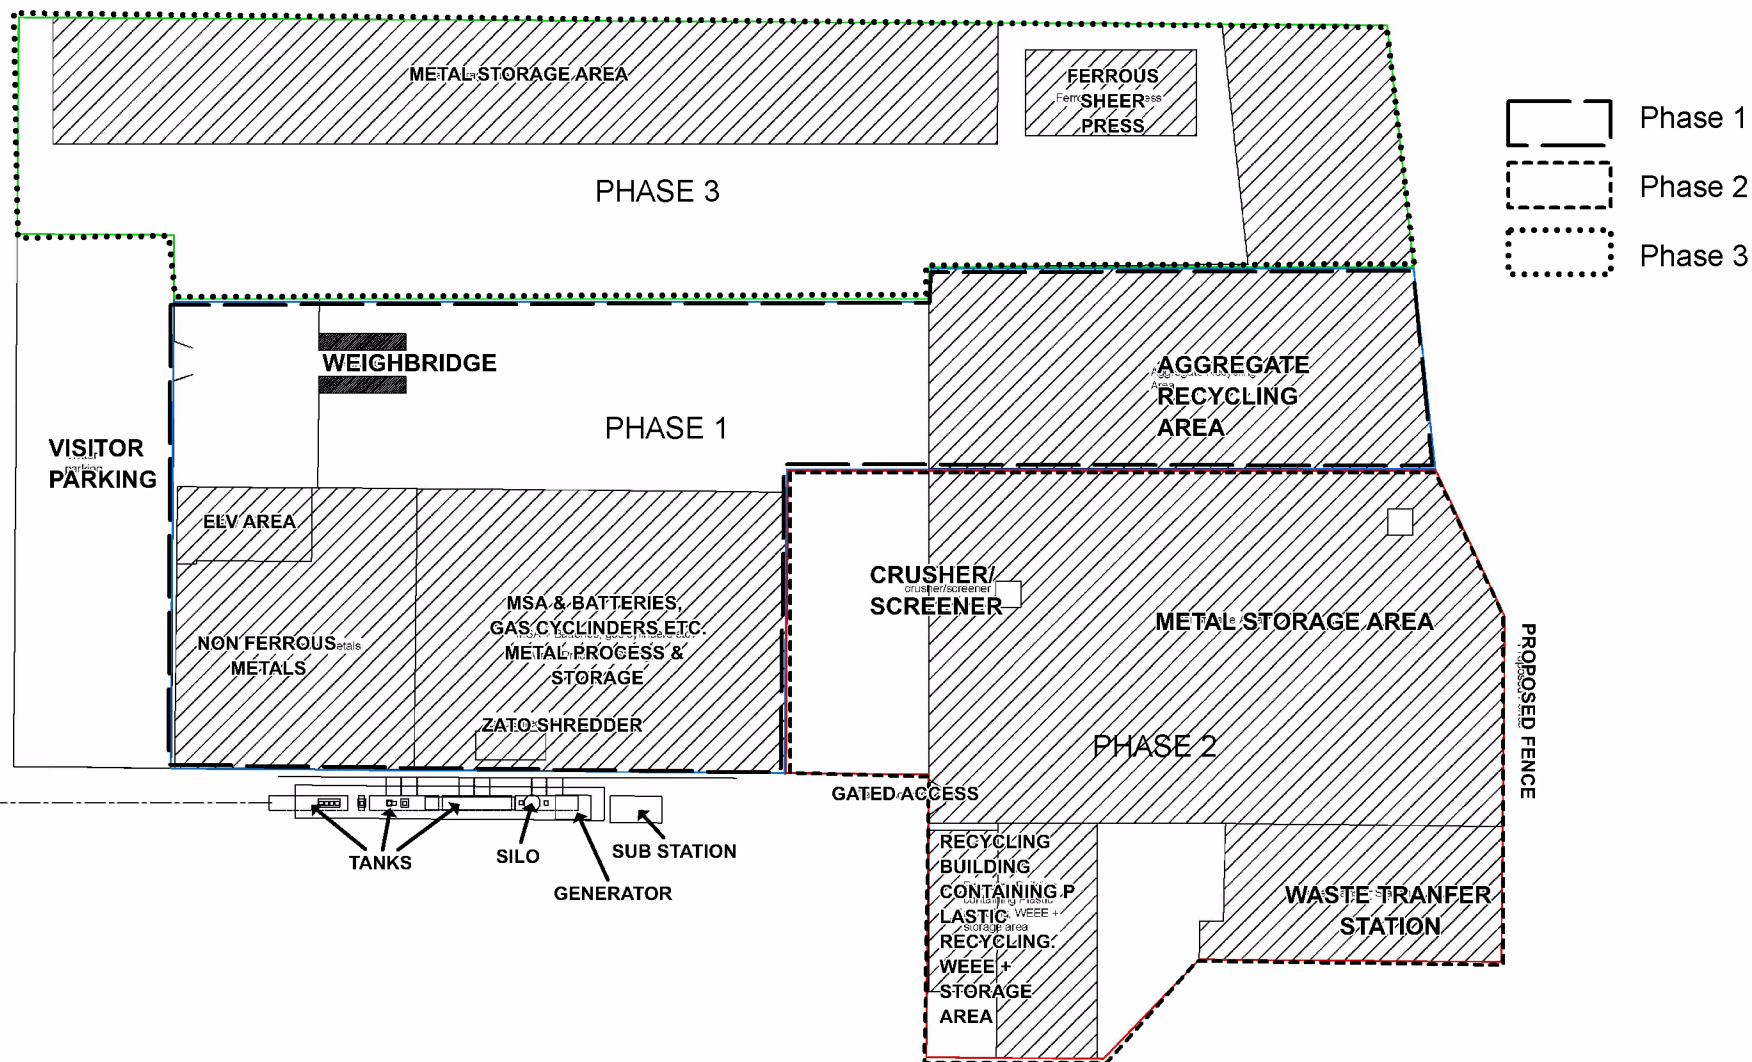 METAL STORAGE AREA
FERROUS
SHEER
PRESS
Phase 1
Phase 2
Phase 3
PHASE 3
WEIGHBRIDGE
AGGREGATE
RECYCLING
AREA
PHASE 1
VISITOR
PARKING
ELV AREA
CRUSHER/
SCREENER
MSA & BATTERIES,
GAS CYCLINDERS ETC.
METAL PROCESS &
STORAGE
METAL STORAGE AREA
NON FERROUS
METALS
PROPOSED FENCE
ZATO SHREDDER
PHASE 2
GATED ACCESS
TANKS
SILO
SUB STATION
GENERATOR
RECYCLING
BUILDING
CONTAINING P
LASTIC
RECYCLING.
WEEE +
STORAGE
AREA
WASTE TRANFER
STATION